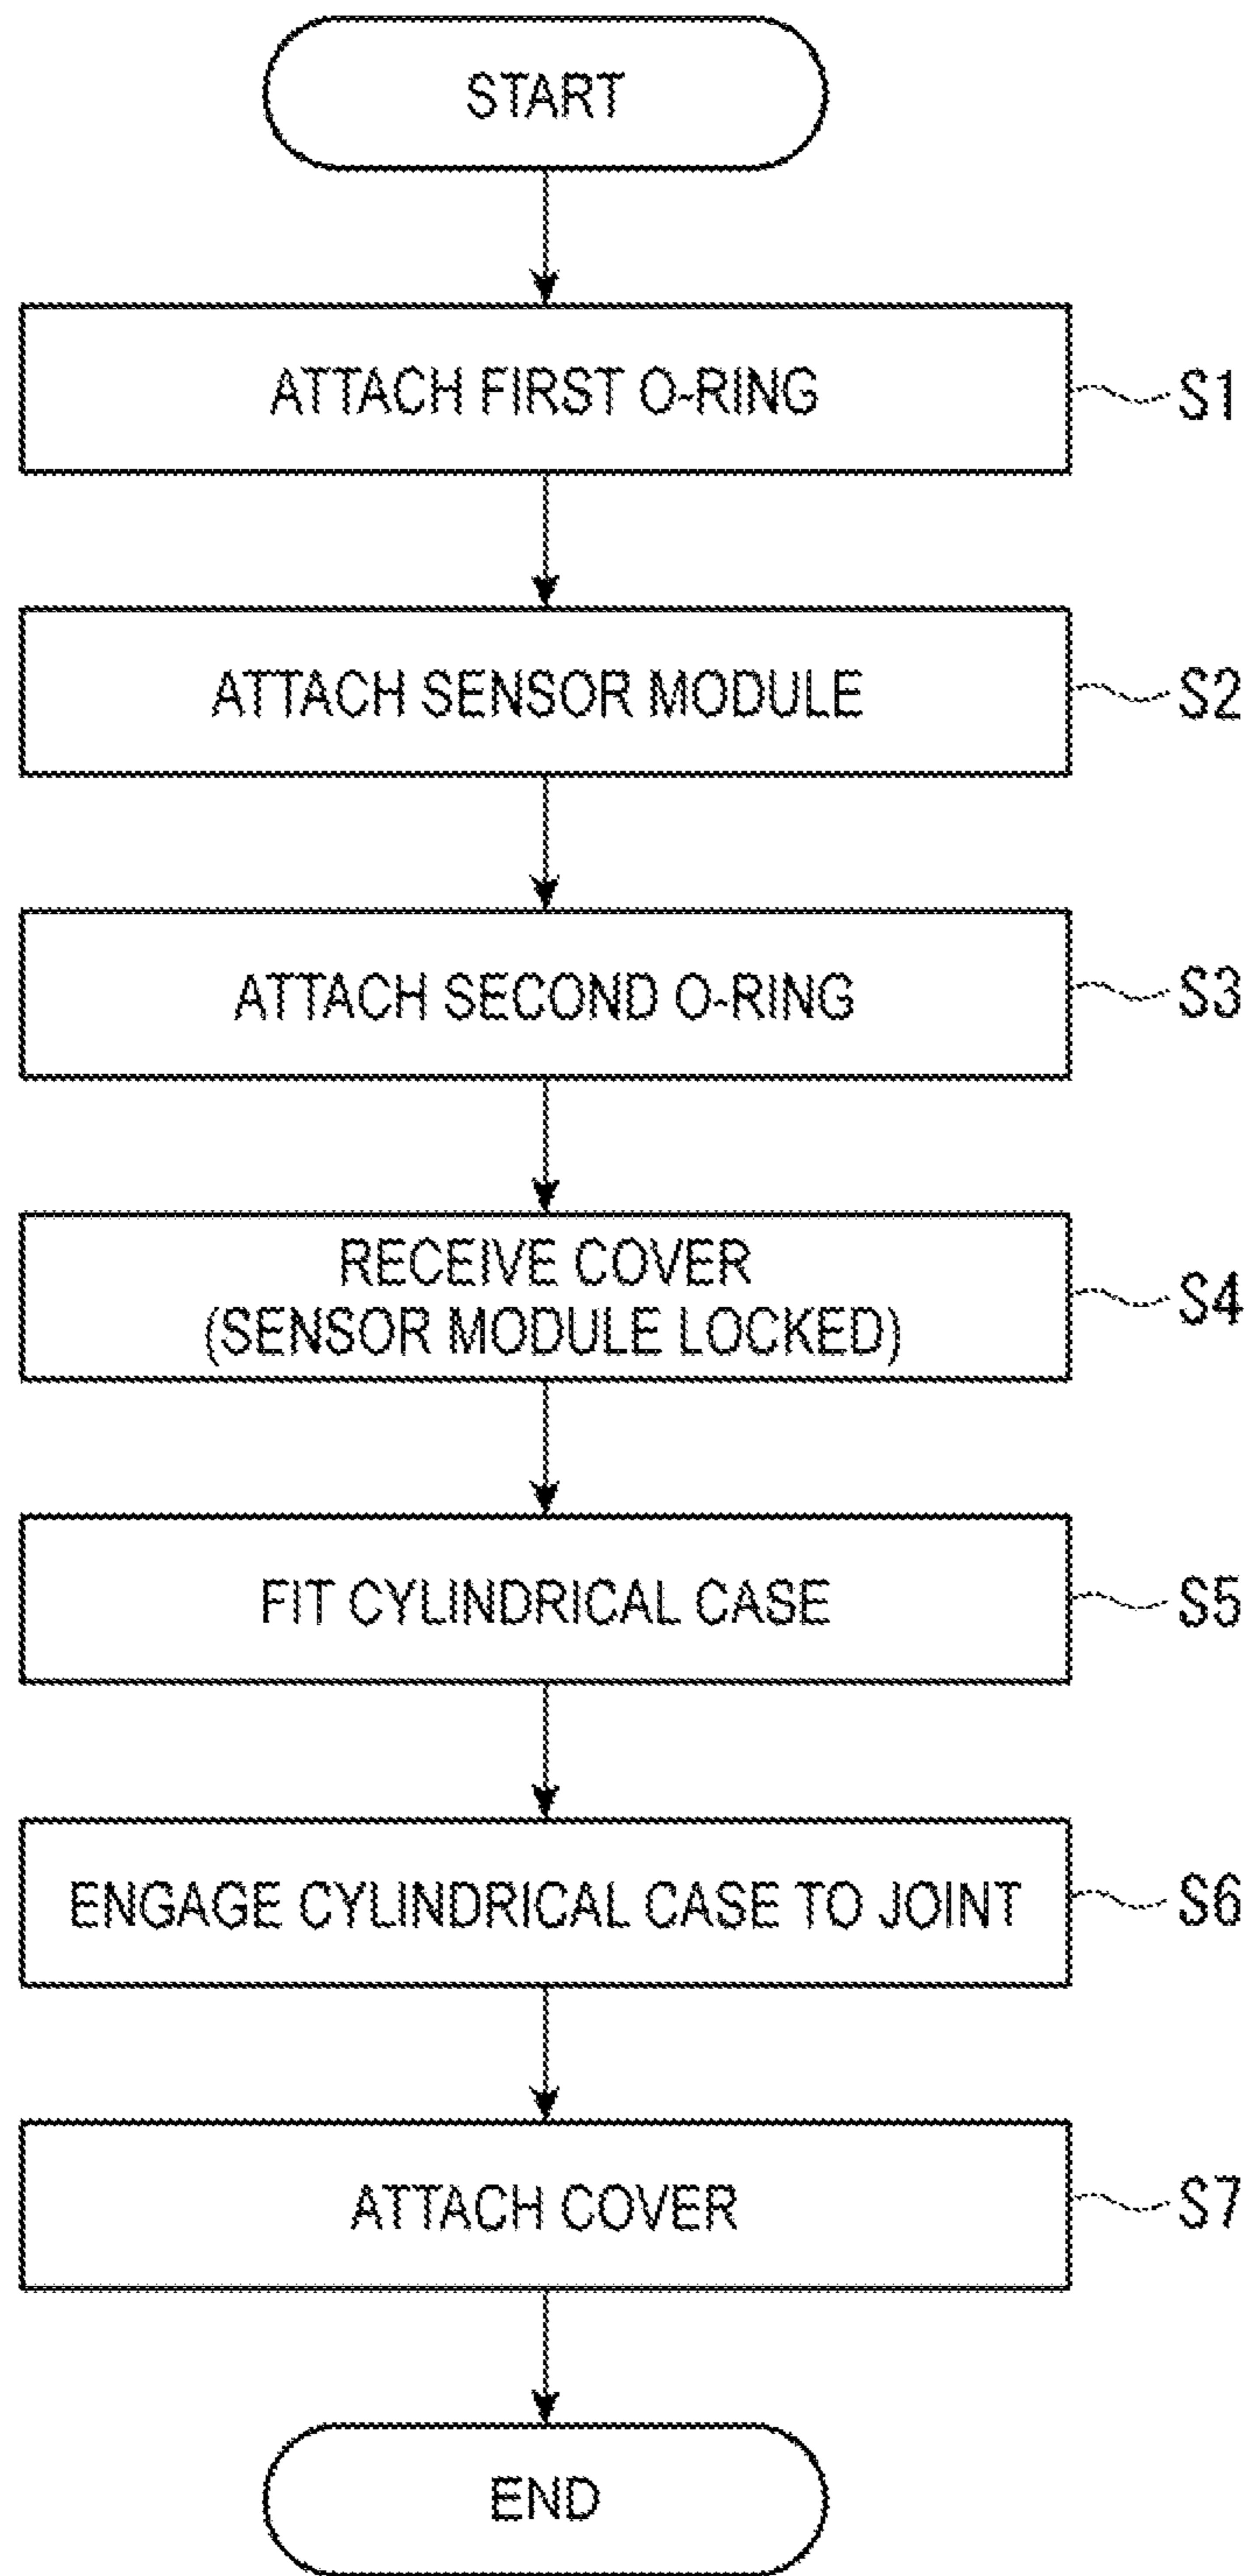 START
ATTACH FIRST O-RING
S1
ATTACH SENSOR MODULE
S2
ATTACH SECOND O-RING
S3
RECEIVE COVER
(SENSOR MODULE LOCKED)
S4
FIT CYLINDRICAL CASE
S5
ENGAGE CYLINDRICAL CASE TO JOINT
S6
ATTACH COVER
S7
END